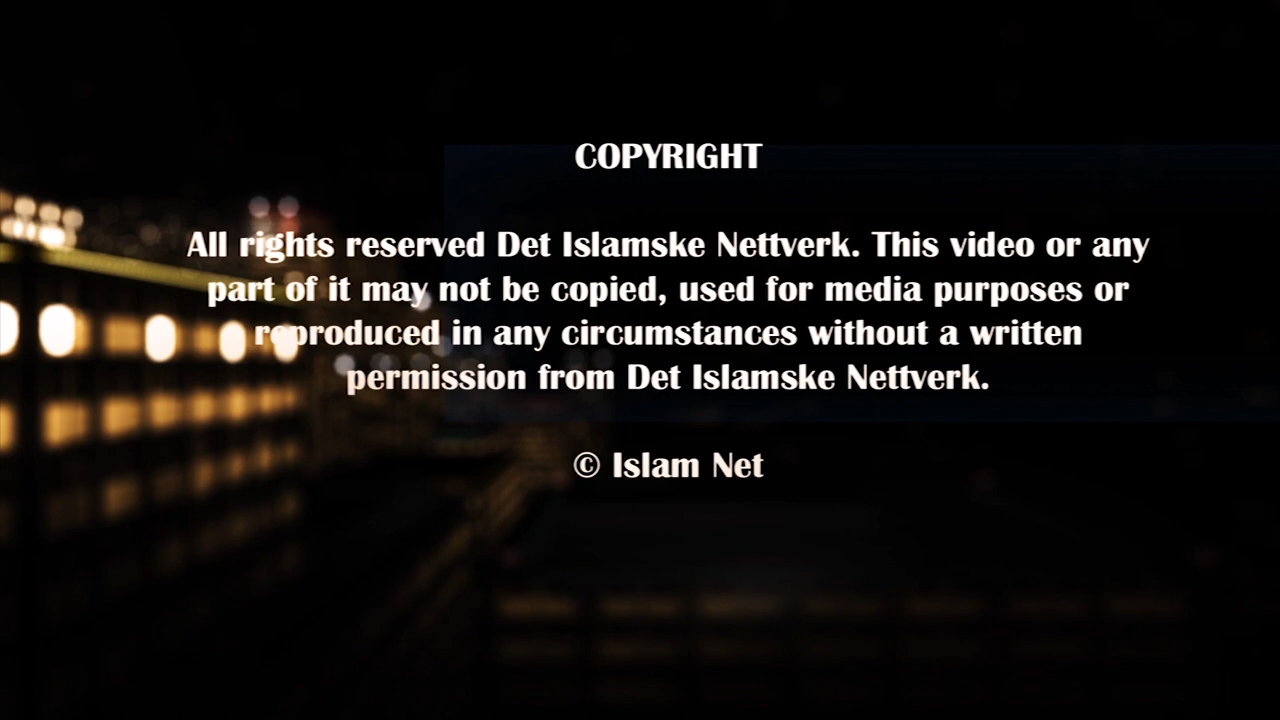 COPYRIGHT
All rights reserved Det Islamske Nettverk. This video or any
part of it may not be copied, used for media purposes or
reproduced in any circumstances without a written
permission from Det Islamske Nettverk.
© Islam Net